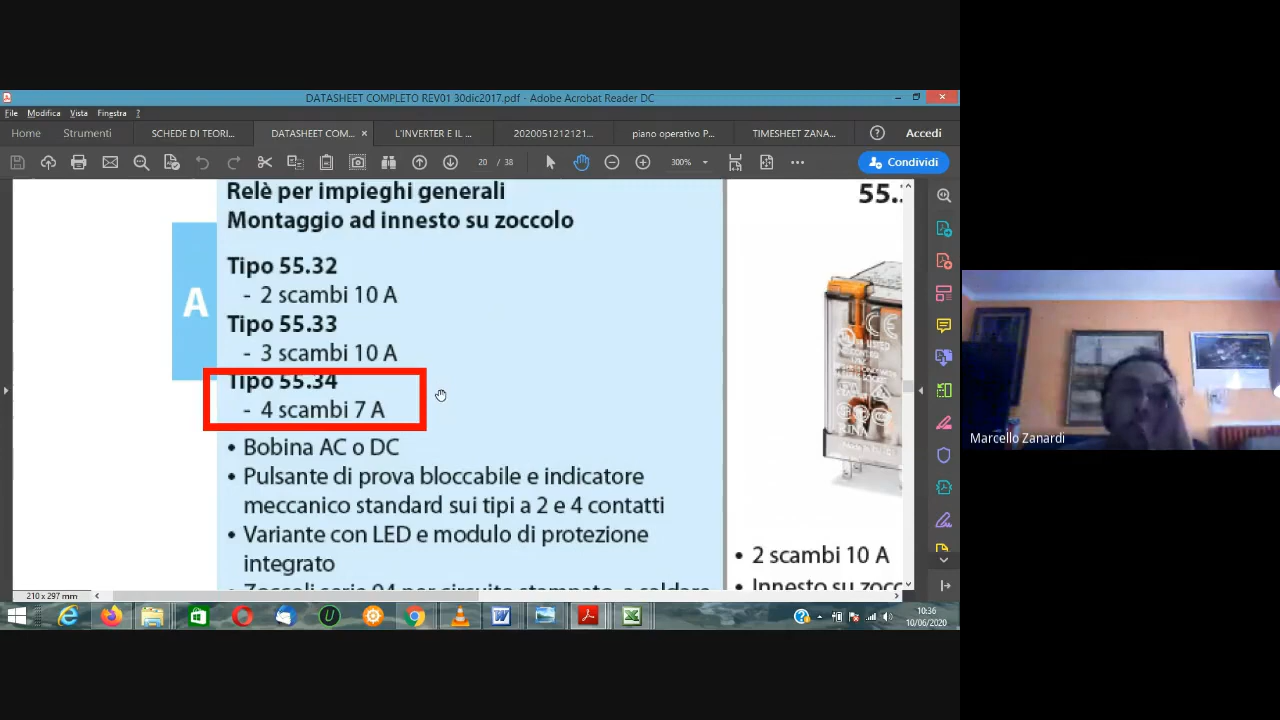 DATASHEET COMPLETO REV01 30dic2017.pdf - Adobe Acrobat Reader DC
File Modifica Vista Finestra ?
Home Strumenti SCHEDE DI TEORI... DATASHEET COM... × L'INVERTER E IL ... 2020051212121... piano operativo P... TIMESHEET ZANA... Accedi
20 / 38 300% Condividi
Relè per impieghi generali
Montaggio ad innesto su zoccolo
A
Tipo 55.32
- 2 scambi 10 A
Tipo 55.33
- 3 scambi 10 A
Tipo 55.34
- 4 scambi 7 A
• Bobina AC o DC
• Pulsante di prova bloccabile e indicatore
meccanico standard sui tipi a 2 e 4 contatti
• Variante con LED e modulo di protezione
integrato
55.
• 2 scambi 10 A
210 x 297 mm
10:36
10/06/2020
Marcello Zanardi